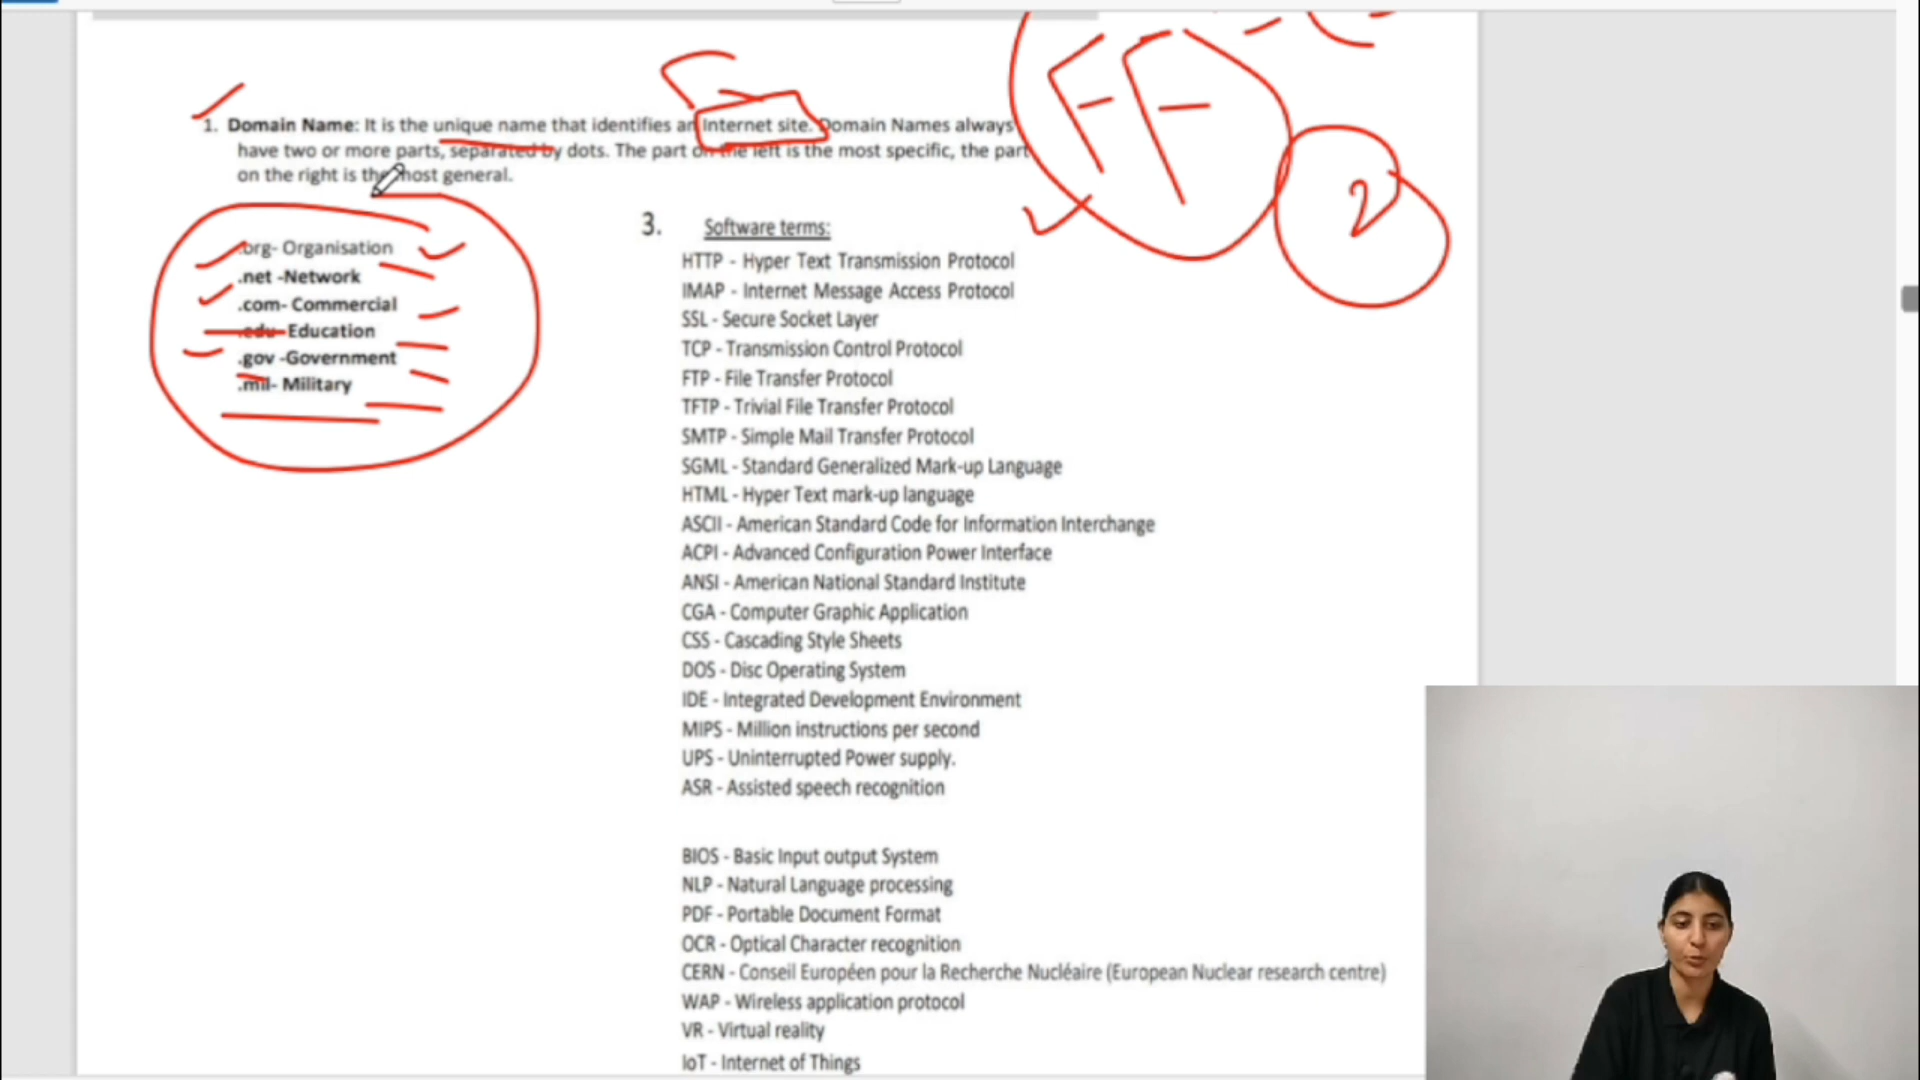 FF
2
1. Domain Name: It is the unique name that identifies an Internet site. Domain Names always
have two or more parts, separated by dots. The part on the left is the most specific, the part
on the right is the most general.
.org- Organisation
.net -Network
.com- Commercial
.edu- Education
.gov -Government
.mil- Military
3. Software terms:
HTTP - Hyper Text Transmission Protocol
IMAP - Internet Message Access Protocol
SSL - Secure Socket Layer
TCP - Transmission Control Protocol
FTP - File Transfer Protocol
TFTP - Trivial File Transfer Protocol
SMTP - Simple Mail Transfer Protocol
SGML - Standard Generalized Mark-up Language
HTML - Hyper Text mark-up language
ASCII - American Standard Code for Information Interchange
ACPI - Advanced Configuration Power Interface
ANSI - American National Standard Institute
CGA - Computer Graphic Application
CSS - Cascading Style Sheets
DOS - Disc Operating System
IDE - Integrated Development Environment
MIPS - Million instructions per second
UPS - Uninterrupted Power supply.
ASR - Assisted speech recognition
BIOS - Basic Input output System
NLP - Natural Language processing
PDF - Portable Document Format
OCR - Optical Character recognition
CERN - Conseil Européen pour la Recherche Nucléaire (European Nuclear research centre)
WAP - Wireless application protocol
VR - Virtual reality
IoT - Internet of Things